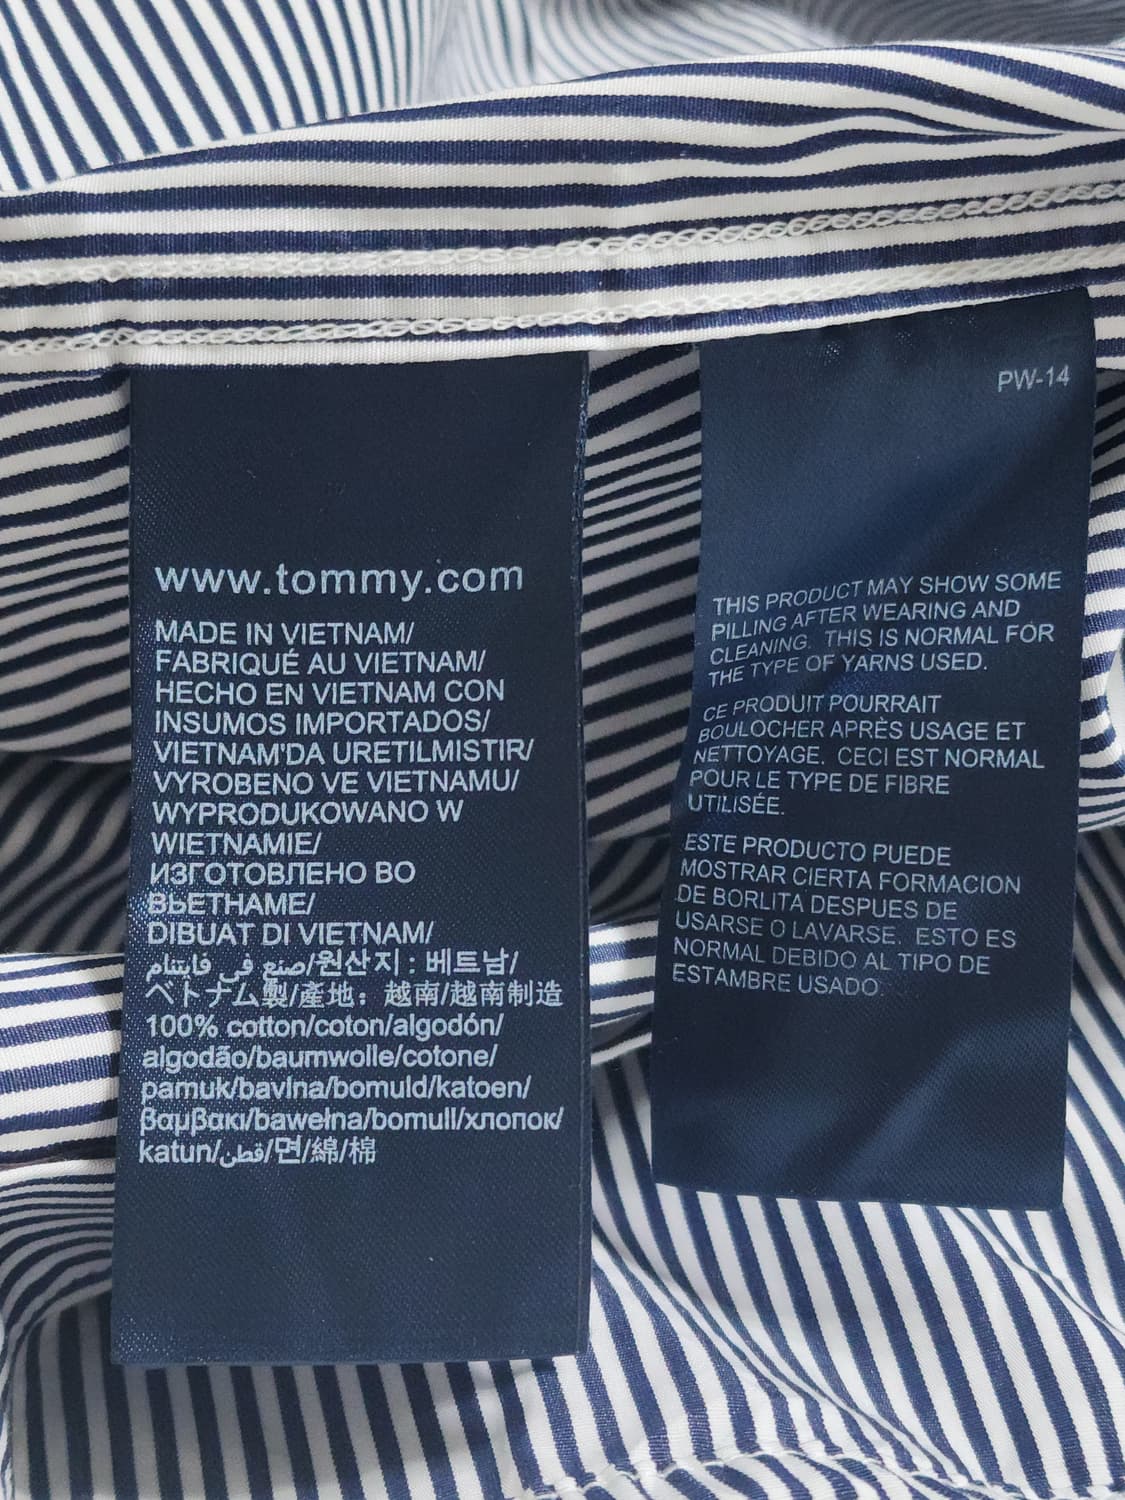 www.tommy.com
MADE IN VIETNAM/
FABRIQUÉ AU VIETNAM/
HECHO EN VIETNAM CON
INSUMOS IMPORTADOS/
VIETNAM'DA URETILMISTIR/
VYROBENO VE VIETNAMU/
WYPRODUKOWANO W
WIETNAMIE/
ИЗГОТОВЛЕНО ВО
ВЬЕТНАМЕ/
DIBUAT DI VIETNAM/
صنع في فايتنام/원산지 : 베트남/
ベトナム製/產地：越南/越南制造
100% cotton/coton/algodón/
algodão/baumwolle/cotone/
pamuk/bavlna/bomuld/katoen/
βαμβακι/bawełna/bomull/хлопок/
katun/قطن/면/綿/棉
PW-14
THIS PRODUCT MAY SHOW SOME
PILLING AFTER WEARING AND
CLEANING. THIS IS NORMAL FOR
THE TYPE OF YARNS USED.
CE PRODUIT POURRAIT
BOULOCHER APRÈS USAGE ET
NETTOYAGE. CECI EST NORMAL
POUR LE TYPE DE FIBRE
UTILISÉE.
ESTE PRODUCTO PUEDE
MOSTRAR CIERTA FORMACION
DE BORLITA DESPUES DE
USARSE O LAVARSE. ESTO ES
NORMAL DEBIDO AL TIPO DE
ESTAMBRE USADO.